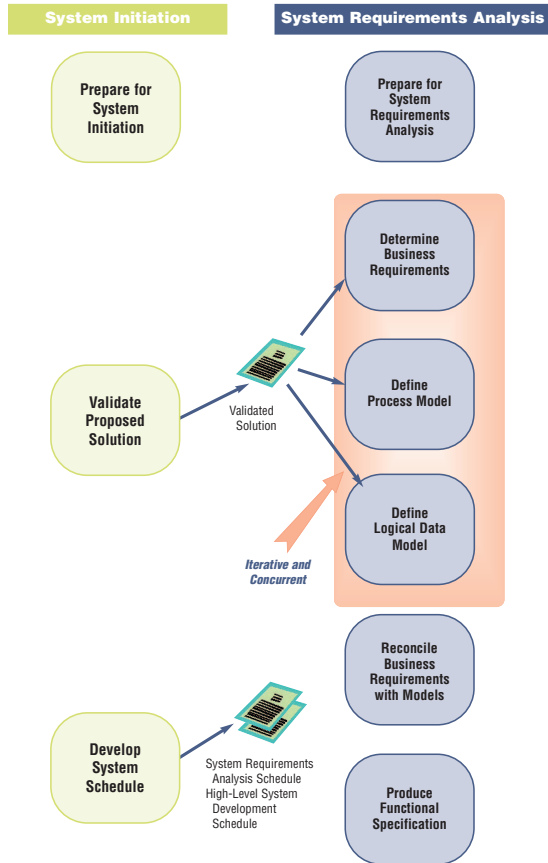 System Initiation
System Requirements Analysis
Prepare for
System
Initiation
Prepare for
System
Requirements
Analysis
Determine
Business
Requirements
Validate
Proposed
Solution
Validated
Solution
Define
Process Model
Define
Logical Data
Model
Iterative and
Concurrent
Reconcile
Business
Requirements
with Models
Develop
System
Schedule
System Requirements
Analysis Schedule
High-Level System
Development
Schedule
Produce
Functional
Specification